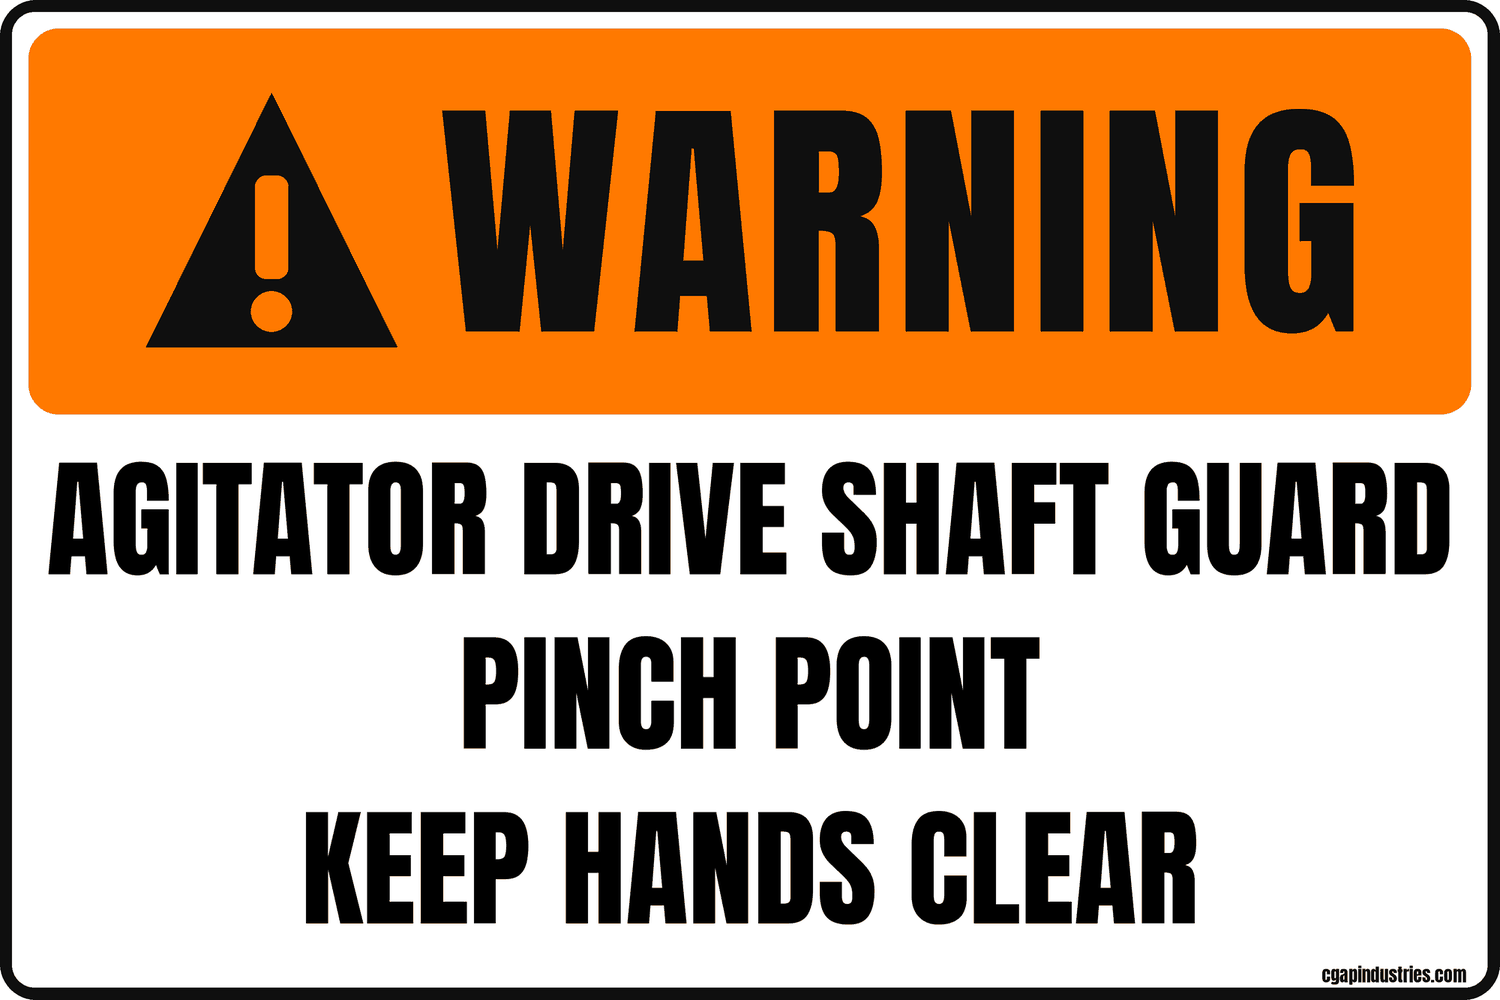 WARNING
AGITATOR DRIVE SHAFT GUARD
PINCH POINT
KEEP HANDS CLEAR
cgapindustries.com